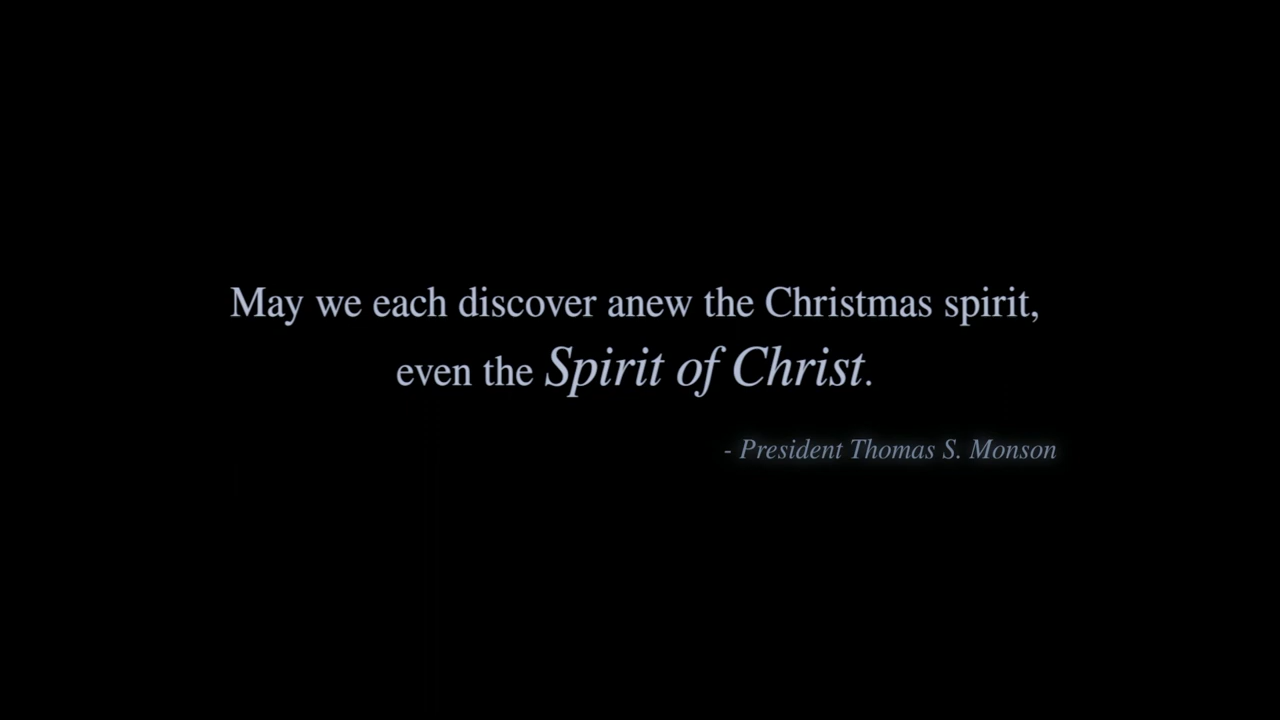 May we each discover anew the Christmas spirit,
even the Spirit of Christ.
- President Thomas S. Monson